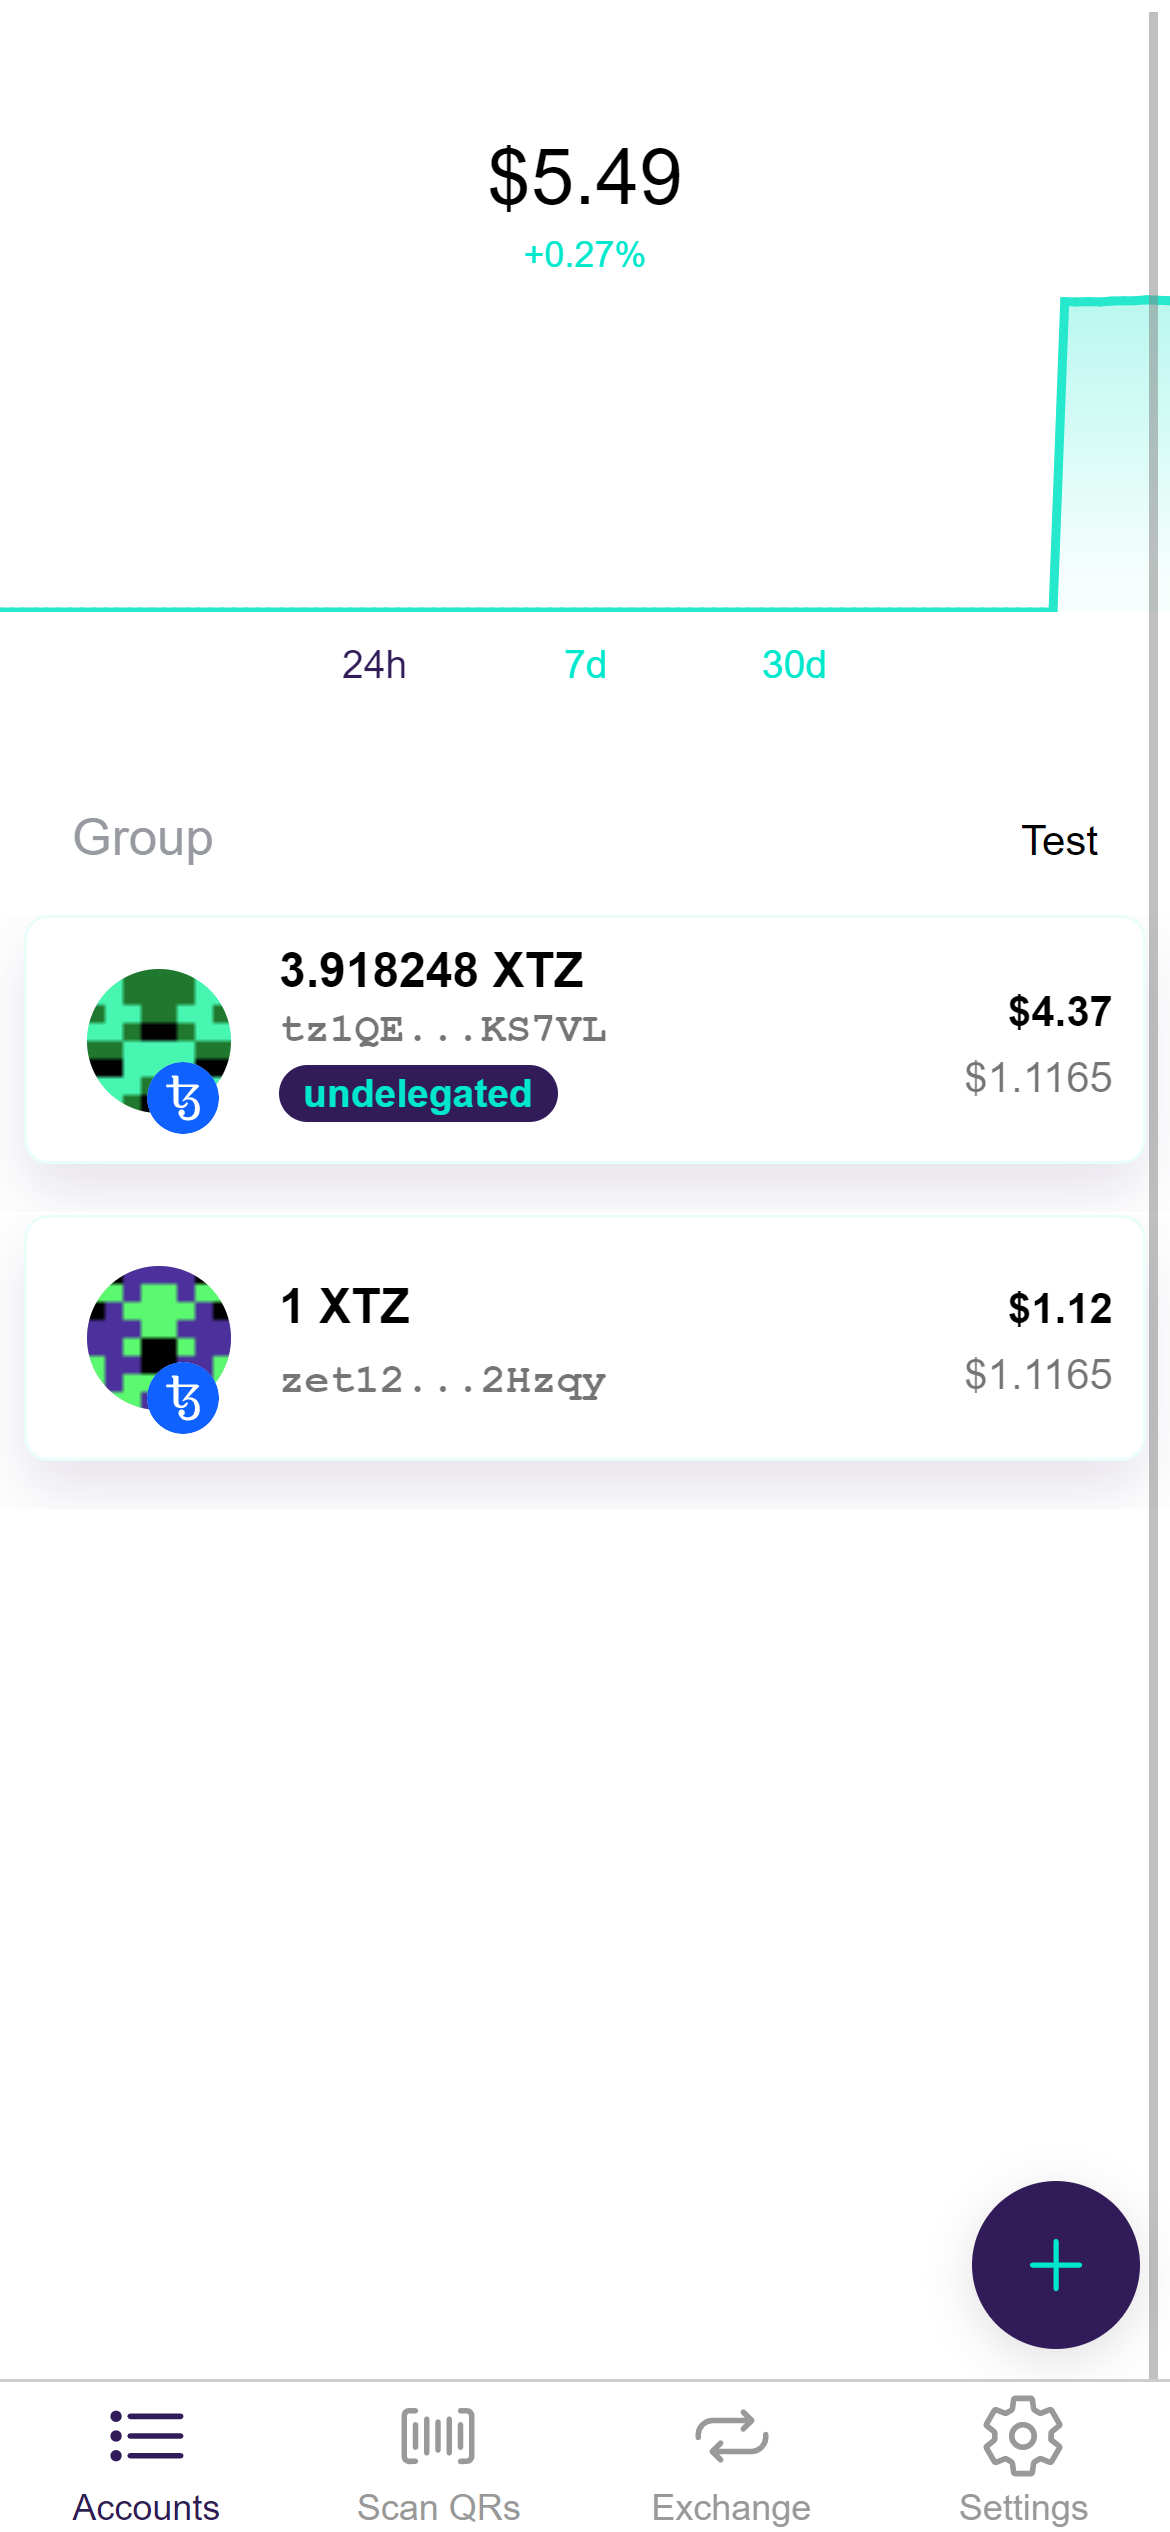 $5.49
+0.27%
24h 7d 30d
Group Test
3.918248 XTZ
tz1QE...KS7VL
undelegated
$4.37
$1.1165
1 XTZ
zet12...2Hzqy
$1.12
$1.1165
Accounts Scan QRs Exchange Settings